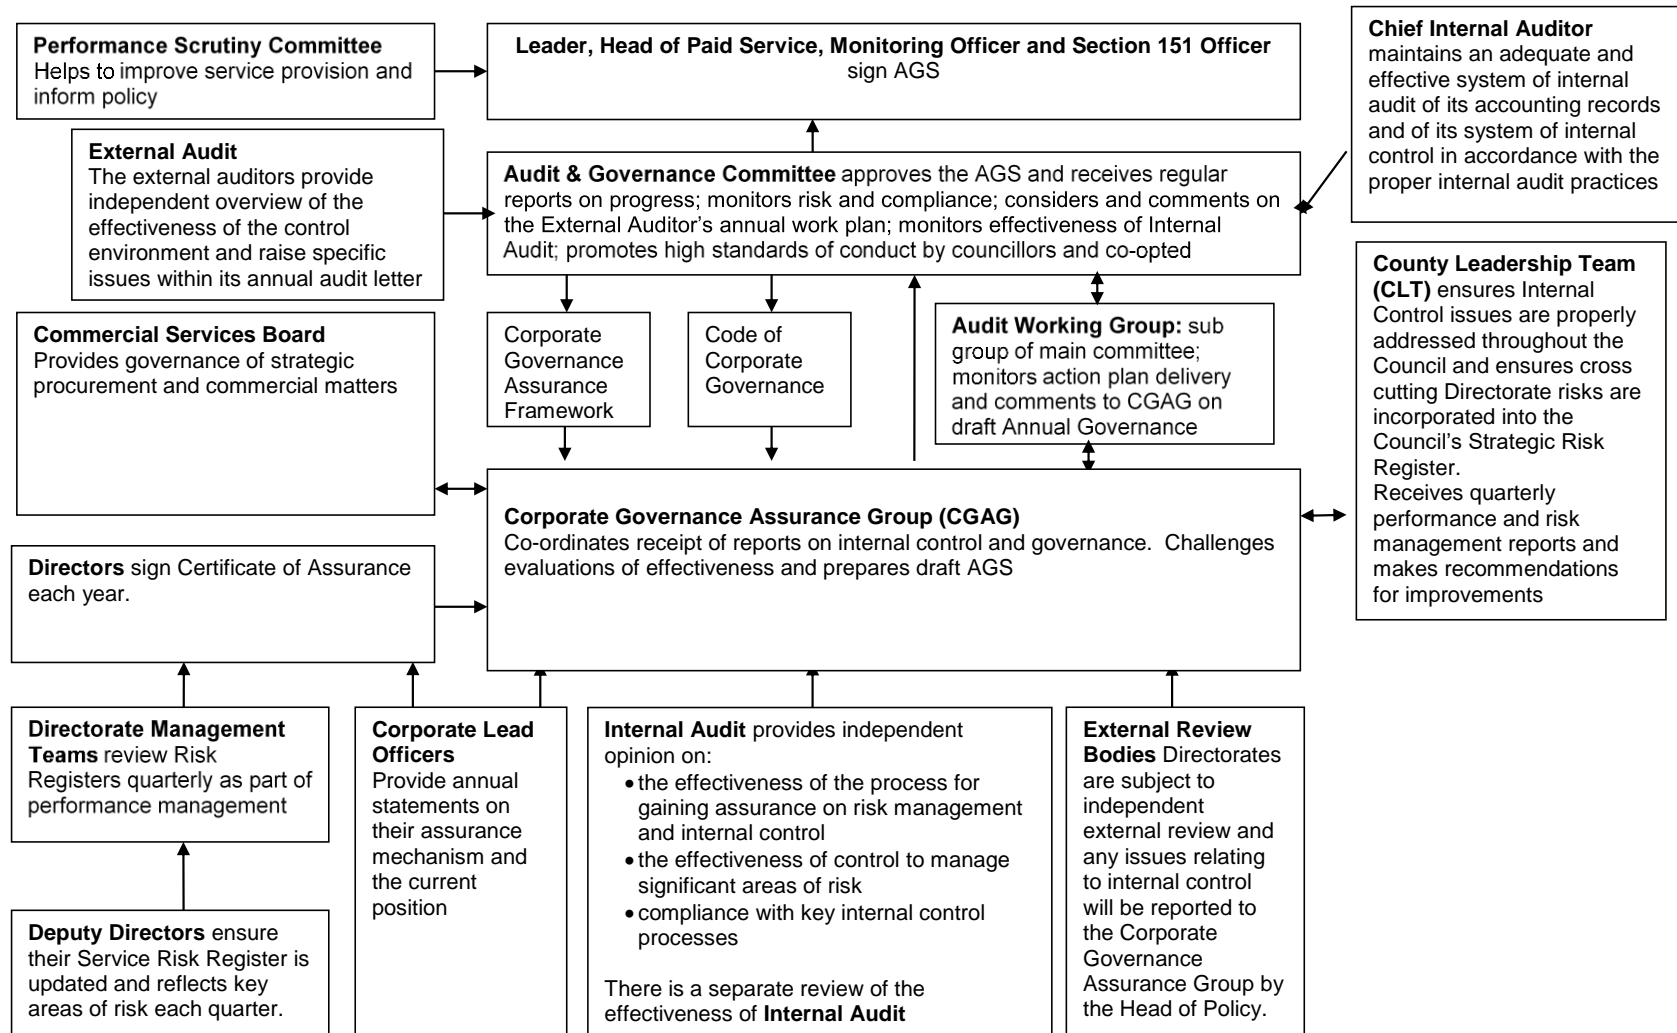 Performance Scrutiny Committee
Helps to improve service provision and
inform policy
Leader, Head of Paid Service, Monitoring Officer and Section 151 Officer
sign AGS
Chief Internal Auditor
maintains an adequate and
effective system of internal
audit of its accounting records
and of its system of internal
control in accordance with the
proper internal audit practices
External Audit
The external auditors provide
independent overview of the
effectiveness of the control
environment and raise specific
issues within its annual audit letter
Audit & Governance Committee approves the AGS and receives regular
reports on progress; monitors risk and compliance; considers and comments on
the External Auditor's annual work plan; monitors effectiveness of Internal
Audit; promotes high standards of conduct by councillors and co-opted
County Leadership Team
(CLT) ensures Internal
Control issues are properly
addressed throughout the
Council and ensures cross
cutting Directorate risks are
incorporated into the
Council's Strategic Risk
Register.
Receives quarterly
performance and risk
management reports and
makes recommendations
for improvements
Commercial Services Board
Provides governance of strategic
procurement and commercial matters
Corporate
Governance
Assurance
Framework
Code of
Corporate
Governance
Audit Working Group: sub
group of main committee;
monitors action plan delivery
and comments to CGAG on
draft Annual Governance
Corporate Governance Assurance Group (CGAG)
Co-ordinates receipt of reports on internal control and governance. Challenges
evaluations of effectiveness and prepares draft AGS
Directors sign Certificate of Assurance
each year.
Directorate Management
Teams review Risk
Registers quarterly as part of
performance management
Corporate Lead
Officers
Provide annual
statements on
their assurance
mechanism and
the current
position
Internal Audit provides independent
opinion on:
• the effectiveness of the process for
gaining assurance on risk management
and internal control
• the effectiveness of control to manage
significant areas of risk
• compliance with key internal control
processes
There is a separate review of the
effectiveness of Internal Audit
External Review
Bodies Directorates
are subject to
independent
external review and
any issues relating
to internal control
will be reported to
the Corporate
Governance
Assurance Group by
the Head of Policy.
Deputy Directors ensure
their Service Risk Register is
updated and reflects key
areas of risk each quarter.